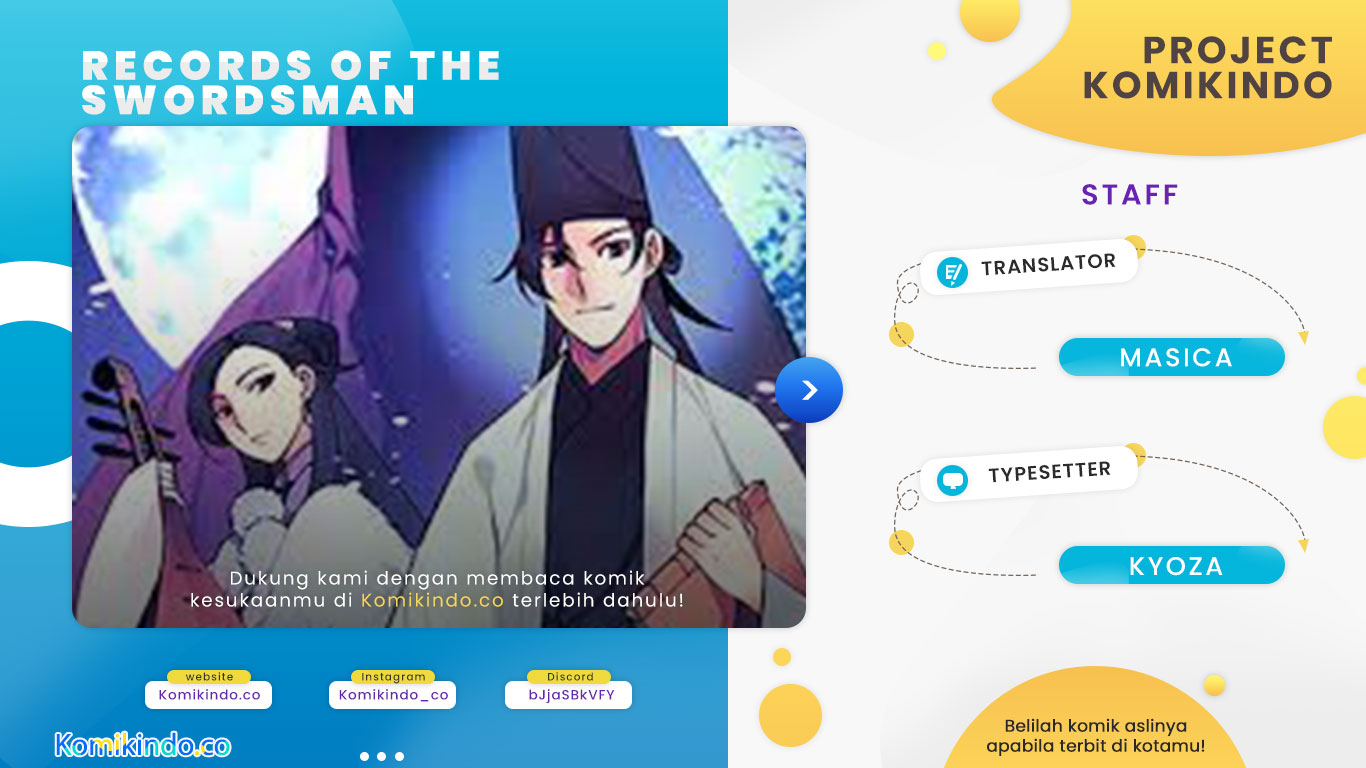 RECORDS OF THE
SWORDSMAN
Dukung kami dengan membaca komik
kesukaanmu di Komikindo.co terlebih dahulu!
website
Komikindo.co
Instagram
Komikindo_co
Discord
bJjaSBkVFY
Komikindo.co
PROJECT
KOMIKINDO
STAFF
TRANSLATOR
MASICA
TYPESETTER
KYOZA
Belilah komik aslinya
apabila terbit di kotamu!